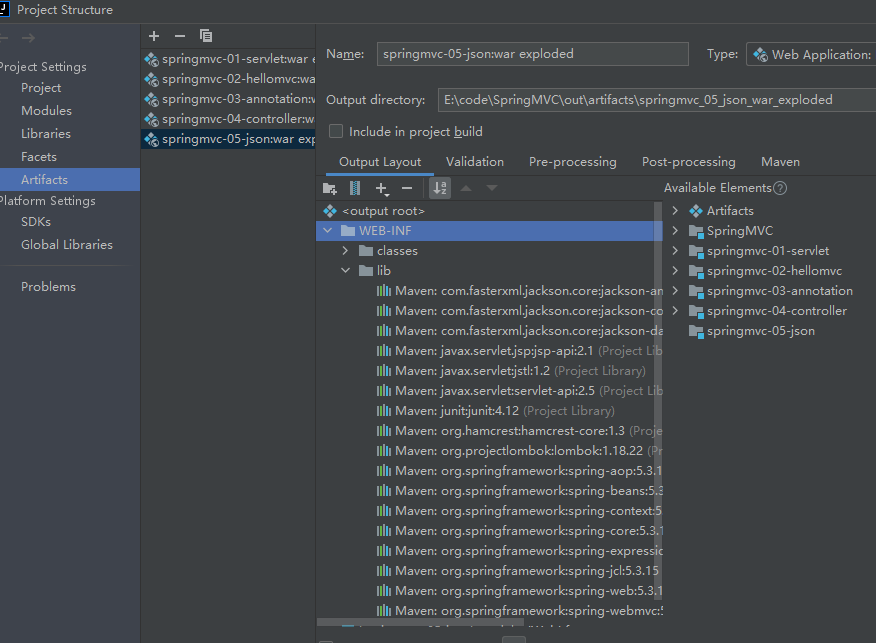 Project Structure
Project Settings
Project
Modules
Libraries
Facets
Artifacts
Platform Settings
SDKs
Global Libraries
Problems
springmvc-01-servlet:war e
springmvc-02-hellomvc:wa
springmvc-03-annotation:w
springmvc-04-controller:w
springmvc-05-json:war exp
Name: springmvc-05-json:war exploded Type: Web Application:
Output directory: E:\code\SpringMVC\out\artifacts\springmvc_05_json_war_exploded
Include in project build
Output Layout Validation Pre-processing Post-processing Maven
<output root>
WEB-INF
classes
lib
Maven: com.fasterxml.jackson.core:jackson-an
Maven: com.fasterxml.jackson.core:jackson-co
Maven: com.fasterxml.jackson.core:jackson-da
Maven: javax.servlet.jsp:jsp-api:2.1 (Project Lib
Maven: javax.servlet:jstl:1.2 (Project Library)
Maven: javax.servlet:servlet-api:2.5 (Project Lib
Maven: junit:junit:4.12 (Project Library)
Maven: org.hamcrest:hamcrest-core:1.3 (Proje
Maven: org.projectlombok:lombok:1.18.22 (Pr
Maven: org.springframework:spring-aop:5.3.1
Maven: org.springframework:spring-beans:5.3
Maven: org.springframework:spring-context:5
Maven: org.springframework:spring-core:5.3.1
Maven: org.springframework:spring-expressic
Maven: org.springframework:spring-jcl:5.3.15
Maven: org.springframework:spring-web:5.3.1
Maven: org.springframework:spring-webmvc:5
Available Elements
Artifacts
SpringMVC
springmvc-01-servlet
springmvc-02-hellomvc
springmvc-03-annotation
springmvc-04-controller
springmvc-05-json